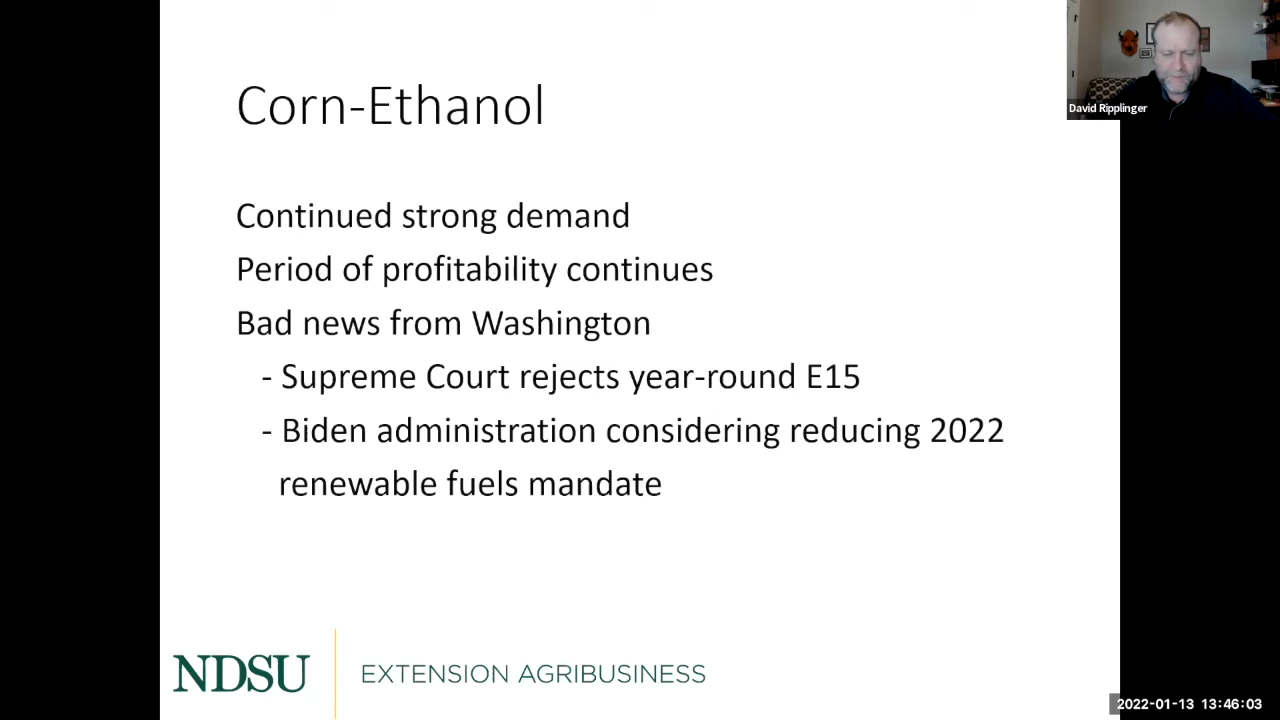 Corn-Ethanol
David Ripplinger
Continued strong demand
Period of profitability continues
Bad news from Washington
- Supreme Court rejects year-round E15
- Biden administration considering reducing 2022
renewable fuels mandate
NDSU
EXTENSION AGRIBUSINESS
2022-01-13 13:46:03